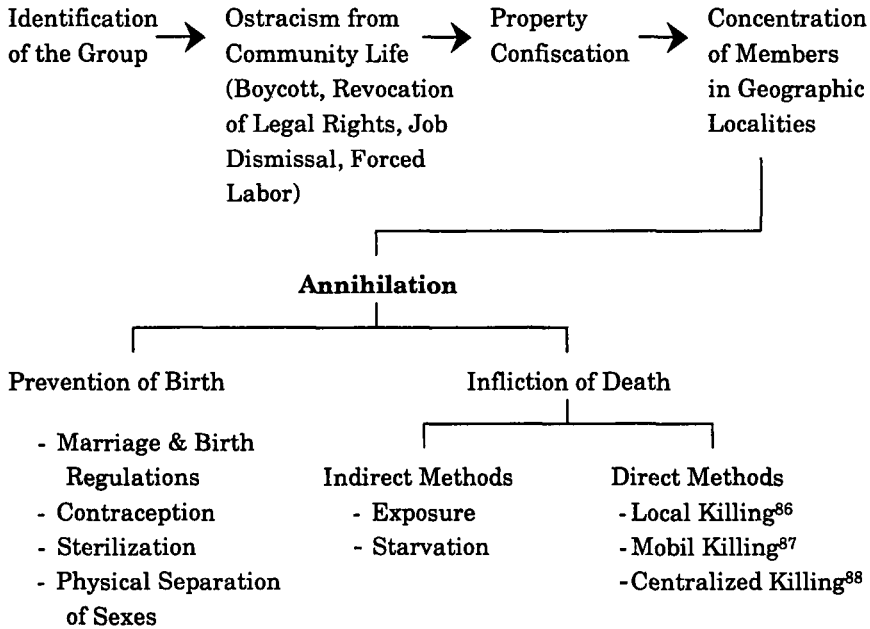 Identification
of the Group
Ostracism from
Community Life
(Boycott, Revocation
of Legal Rights, Job
Dismissal, Forced
Labor)
Property
Confiscation
Concentration
of Members
in Geographic
Localities
Annihilation
Prevention of Birth
- Marriage & Birth
Regulations
- Contraception
- Sterilization
- Physical Separation
of Sexes
Infliction of Death
Indirect Methods
- Exposure
- Starvation
Direct Methods
-Local Killing86
-Mobil Killing87
-Centralized Killing88